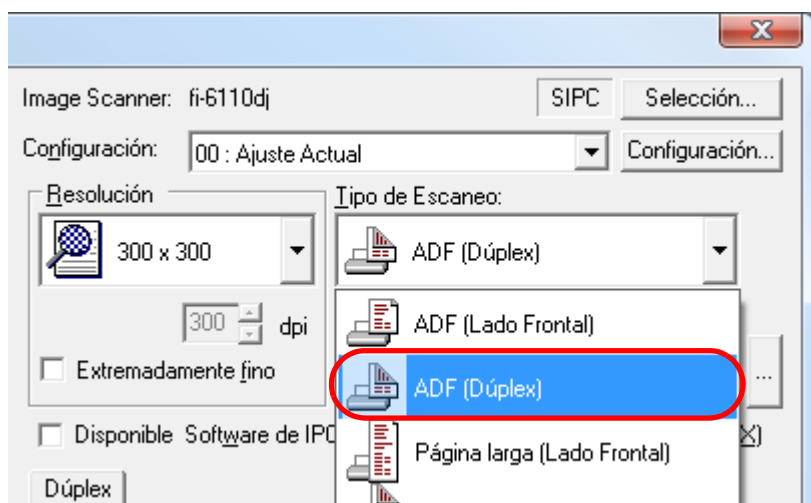 Image Scanner: fi-6110dj SIPC Selección...
Configuración: 00 : Ajuste Actual Configuración...
Resolución Tipo de Escaneo:
300 x 300 ADF (Dúplex)
300 dpi ADF (Lado Frontal)
Extremadamente fino ADF (Dúplex) ...
Disponible Software de IPC X)
Página larga (Lado Frontal)
Dúplex